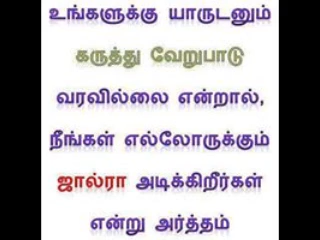 உங்களுக்கு யாருடனும்
கருத்து வேறுபாடு
வரவில்லை என்றால்,
நீங்கள் எல்லோருக்கும்
ஜால்ரா அடிக்கிறீர்கள்
என்று அர்த்தம்